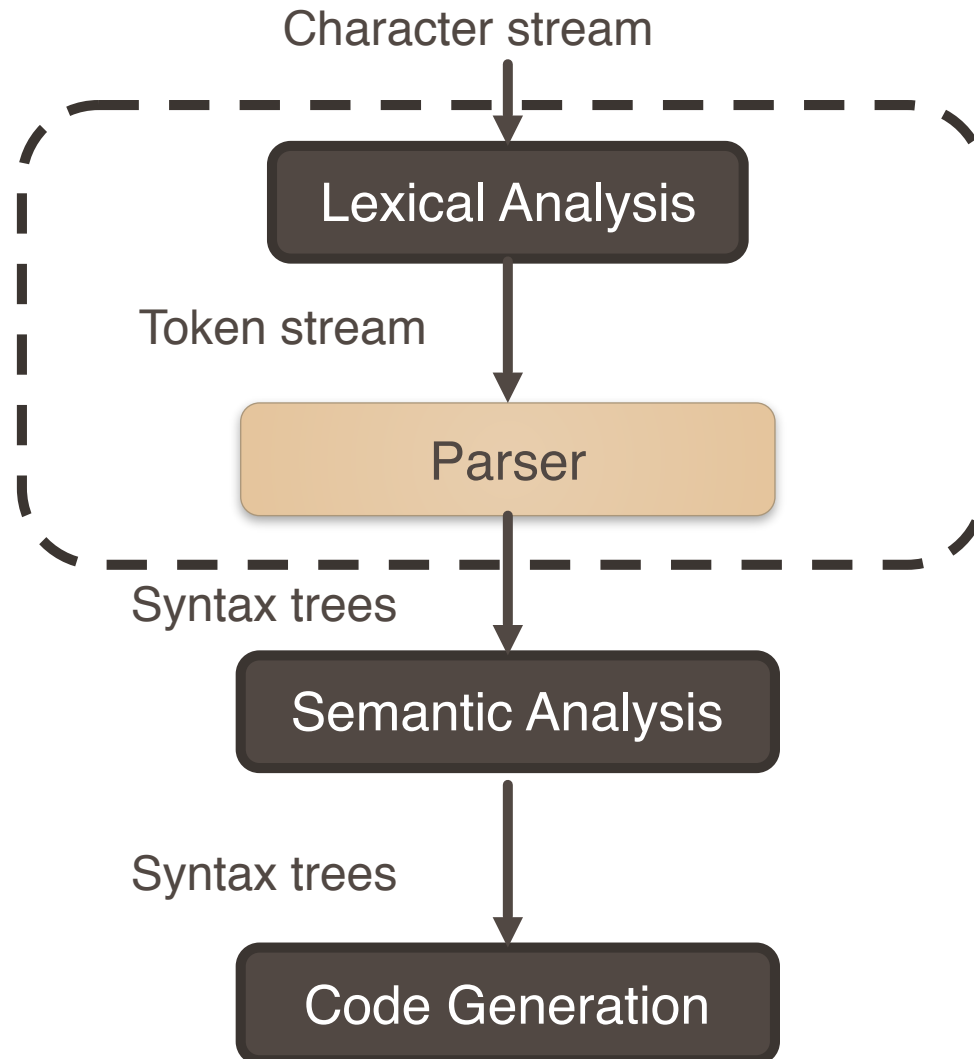 Character stream
Lexical Analysis
Token stream
Parser
Syntax trees
Semantic Analysis
Syntax trees
Code Generation